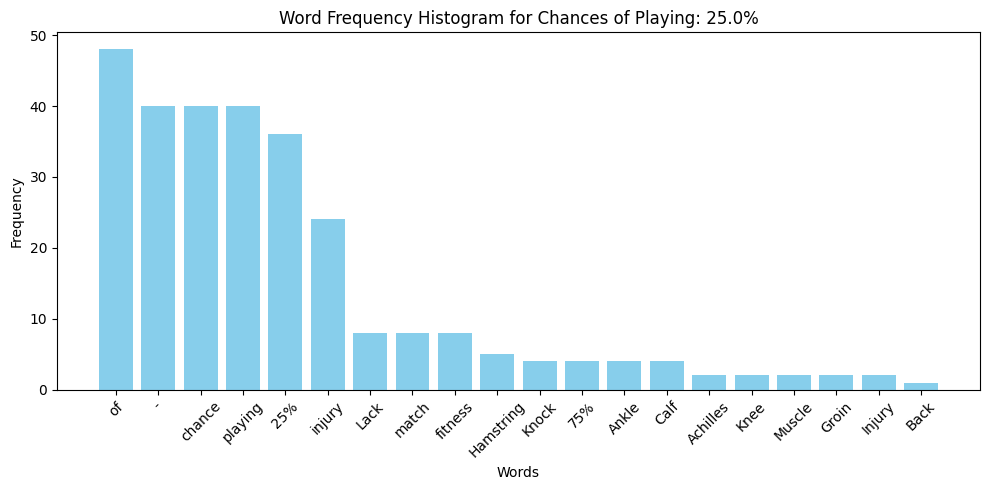 Word Frequency Histogram for Chances of Playing: 25.0%
Frequency
50
40
30
20
10
0
of
-
chance
playing
25%
injury
Lack
match
fitness
Hamstring
Knock
75%
Ankle
Calf
Achilles
Knee
Muscle
Groin
Injury
Back
Words